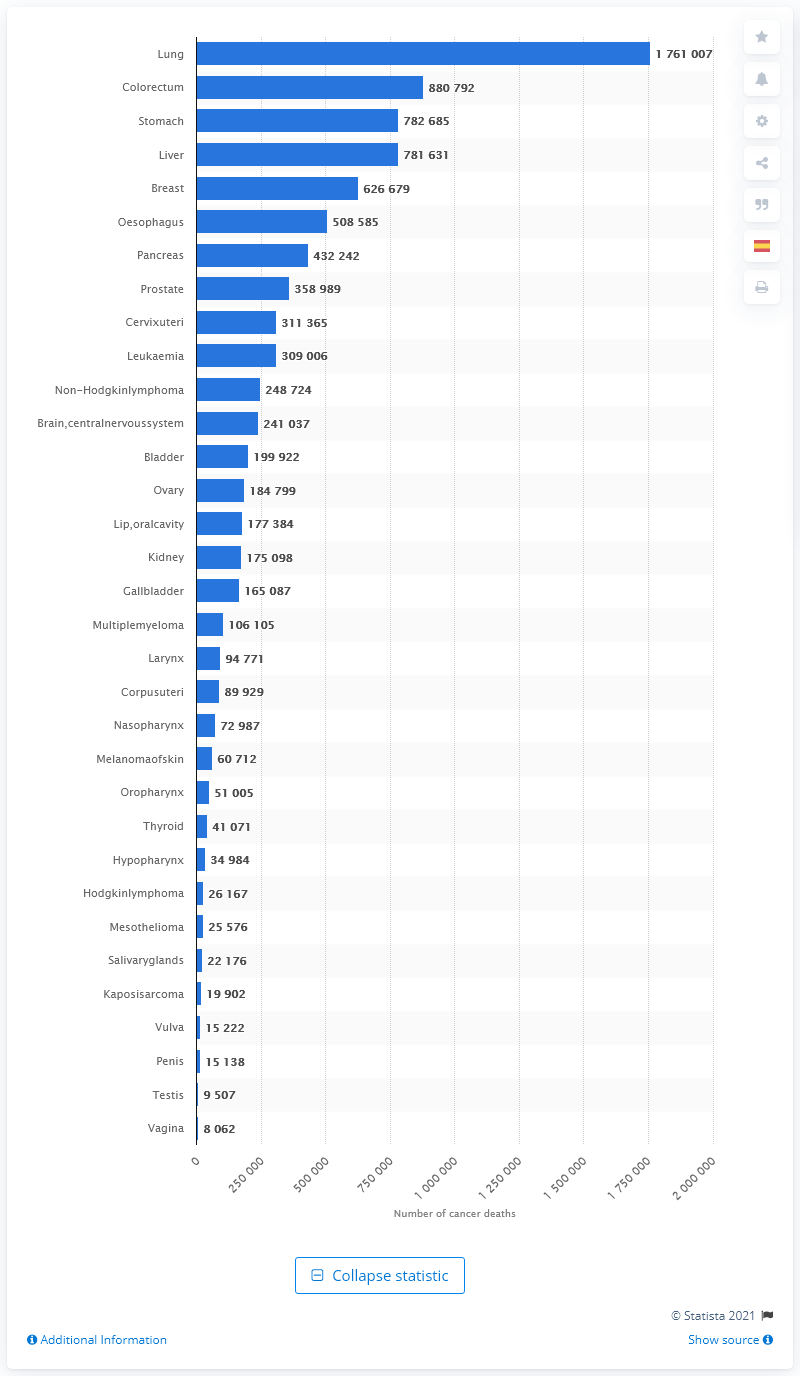 Lung 1 761 007
Colorectum 880 792
Stomach 782 685
Liver 781 631
Breast 626 679
Oesophagus 508 585
Pancreas 432 242
Prostate 358 989
Cervixuteri 311 365
Leukaemia 309 006
Non-Hodgkinlymphoma 248 724
Brain,centralnervoussystem 241 037
Bladder 199 922
Ovary 184 799
Lip,oralcavity 177 384
Kidney 175 098
Gallbladder 165 087
Multiplemyeloma 106 105
Larynx 94 771
Corpusuteri 89 929
Nasopharynx 72 987
Melanomaofskin 60 712
Oropharynx 51 005
Thyroid 41 071
Hypopharynx 34 984
Hodgkinlymphoma 26 167
Mesothelioma 25 576
Salivaryglands 22 176
Kaposisarcoma 19 902
Vulva 15 222
Penis 15 138
Testis 9 507
Vagina 8 062
0 250 000 500 000 750 000 1 000 000 1 250 000 1 500 000 1 750 000 2 000 000
Number of cancer deaths
Collapse statistic
© Statista 2021
Additional Information Show source